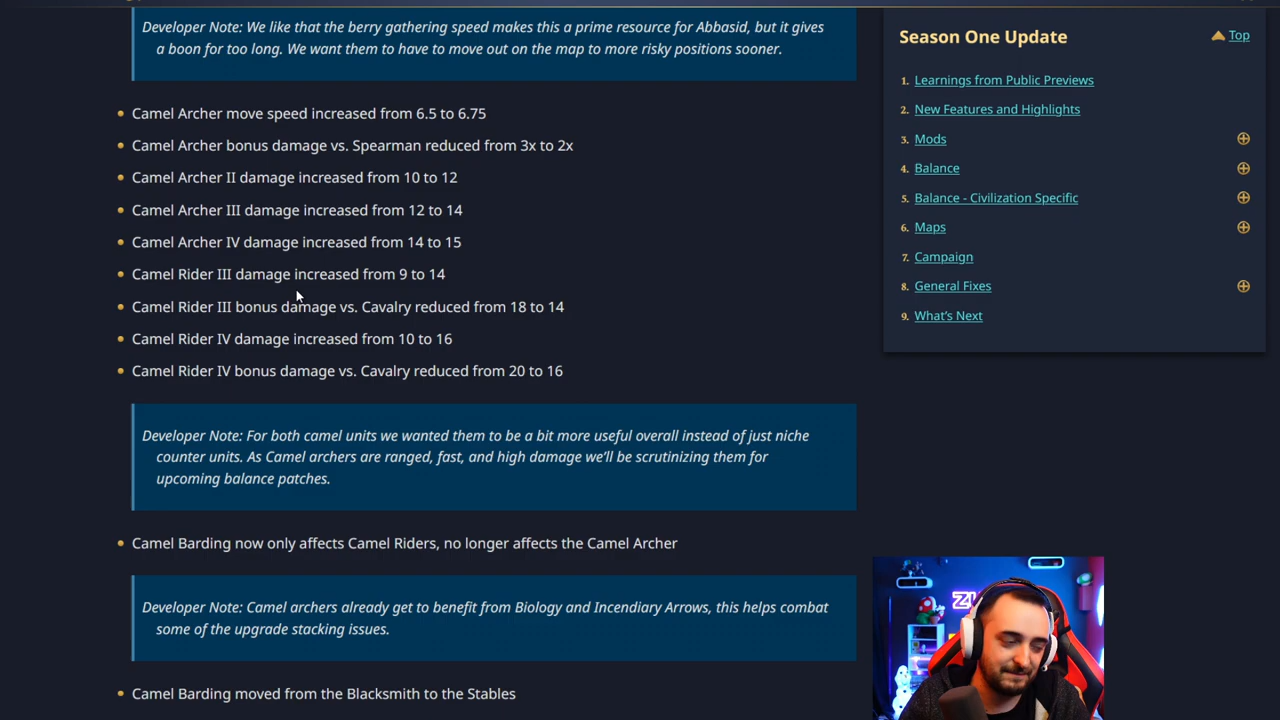 Developer Note: We like that the berry gathering speed makes this a prime resource for Abbasid, but it gives
a boon for too long. We want them to have to move out on the map to more risky positions sooner.
Camel Archer move speed increased from 6.5 to 6.75
Camel Archer bonus damage vs. Spearman reduced from 3x to 2x
Camel Archer II damage increased from 10 to 12
Camel Archer III damage increased from 12 to 14
Camel Archer IV damage increased from 14 to 15
Camel Rider III damage increased from 9 to 14
Camel Rider III bonus damage vs. Cavalry reduced from 18 to 14
Camel Rider IV damage increased from 10 to 16
Camel Rider IV bonus damage vs. Cavalry reduced from 20 to 16
Developer Note: For both camel units we wanted them to be a bit more useful overall instead of just niche
counter units. As Camel archers are ranged, fast, and high damage we'll be scrutinizing them for
upcoming balance patches.
Camel Barding now only affects Camel Riders, no longer affects the Camel Archer
Developer Note: Camel archers already get to benefit from Biology and Incendiary Arrows, this helps combat
some of the upgrade stacking issues.
Camel Barding moved from the Blacksmith to the Stables
Season One Update
Top
1. Learnings from Public Previews
2. New Features and Highlights
3. Mods
4. Balance
5. Balance - Civilization Specific
6. Maps
7. Campaign
8. General Fixes
9. What's Next